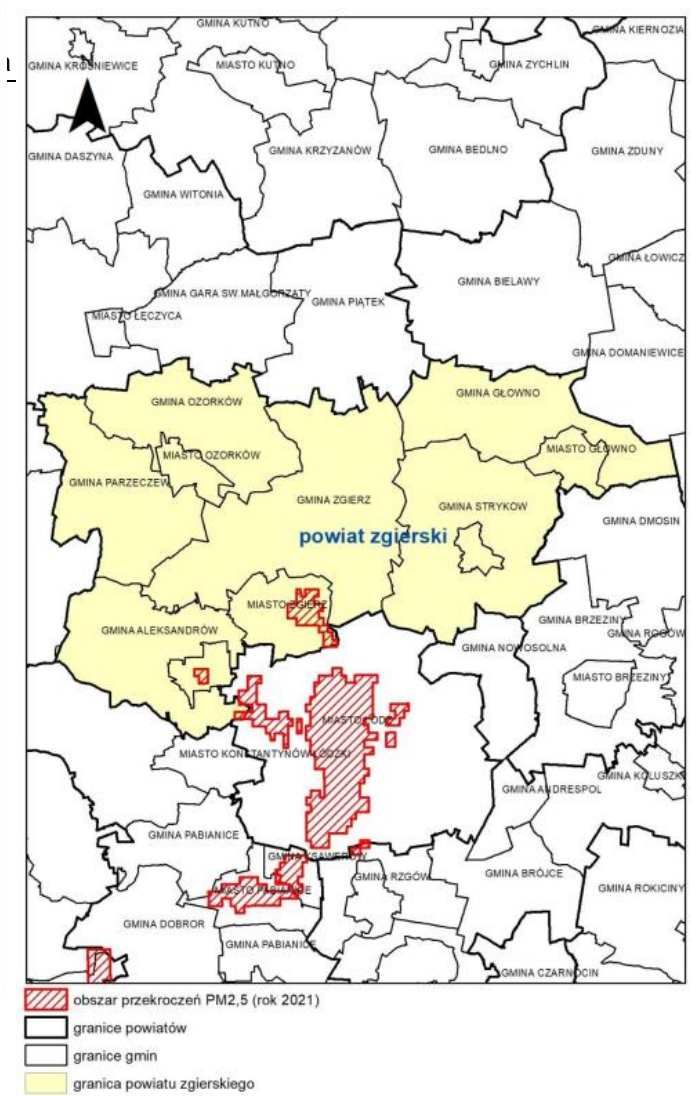 GMINA KUTNO
GMINA KIERNOZIA
GMINA KROŚNIEWICE
MIASTO KUTNO
GMINA ŻYCHLIN
GMINA DASZYNA
GMINA KRZYŻANÓW
GMINA BEDLNO
GMINA ZDUNY
GMINA WITONIA
GMINA ŁOWICZ
GMINA BIELAWY
GMINA GÓRA ŚW.MAŁGORZATY
GMINA PIĄTEK
MIASTO ŁĘCZYCA
GMINA DOMANIEWICE
GMINA GŁOWNO
GMINA OZORKÓW
MIASTO GŁOWNO
MIASTO OZORKÓW
GMINA PARZĘCZEW
GMINA ZGIERZ
GMINA STRYKÓW
GMINA DMOSIN
powiat zgierski
MIASTO ZGIERZ
GMINA BRZEZINY
GMINA ALEKSANDRÓW
GMINA ROGÓW
GMINA NOWOSOLNA
MIASTO BRZEZINY
MIASTO ŁÓDŹ
MIASTO KONSTANTYNÓW ŁÓDZKI
GMINA KOLUSZK
GMINA ANDRESPOL
GMINA PABIANICE
GMINA KSAWERÓW
GMINA RZGÓW
GMINA BRÓJCE
MIASTO PABIANICE
GMINA ROKICINY
GMINA DOBROŃ
GMINA PABIANICE
GMINA CZARNOCIN
obszar przekroczeń PM2,5 (rok 2021)
granice powiatów
granice gmin
granica powiatu zgierskiego